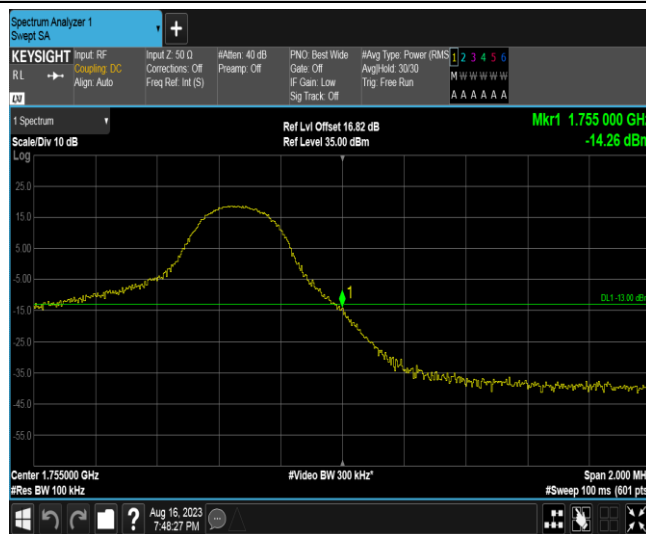 Spectrum Analyzer 1
Swept SA
KEYSIGHT
RL
LXI
Input: RF
Coupling: DC
Align: Auto
Input Z: 50 Ω
Corrections: Off
Freq Ref: Int (S)
#Atten: 40 dB
Preamp: Off
PNO: Best Wide
Gate: Off
IF Gain: Low
Sig Track: Off
#Avg Type: Power (RMS
Avg|Hold: 30/30
Trig: Free Run
1 2 3 4 5 6
M W W W W W
A A A A A A
1 Spectrum
Scale/Div 10 dB
Log
Ref Lvl Offset 16.82 dB
Ref Level 35.00 dBm
Mkr1 1.755 000 GHz
-14.26 dBm
25.0
15.0
5.00
-5.00
-15.0
-25.0
-35.0
-45.0
-55.0
1
DL1 -13.00 dBm
Center 1.755000 GHz
#Res BW 100 kHz
#Video BW 300 kHz*
Span 2.000 MH
#Sweep 100 ms (601 pts
?
Aug 16, 2023
7:48:27 PM